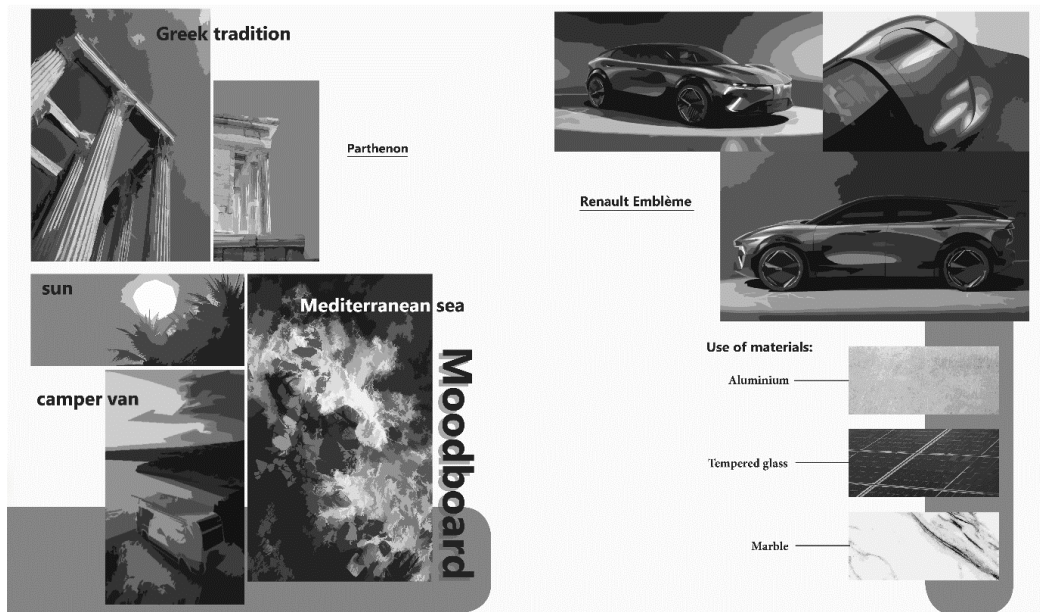 Greek tradition
Parthenon
sun
Mediterranean sea
camper van
Moodboard
Renault Emblème
Use of materials:
Aluminium
Tempered glass
Marble